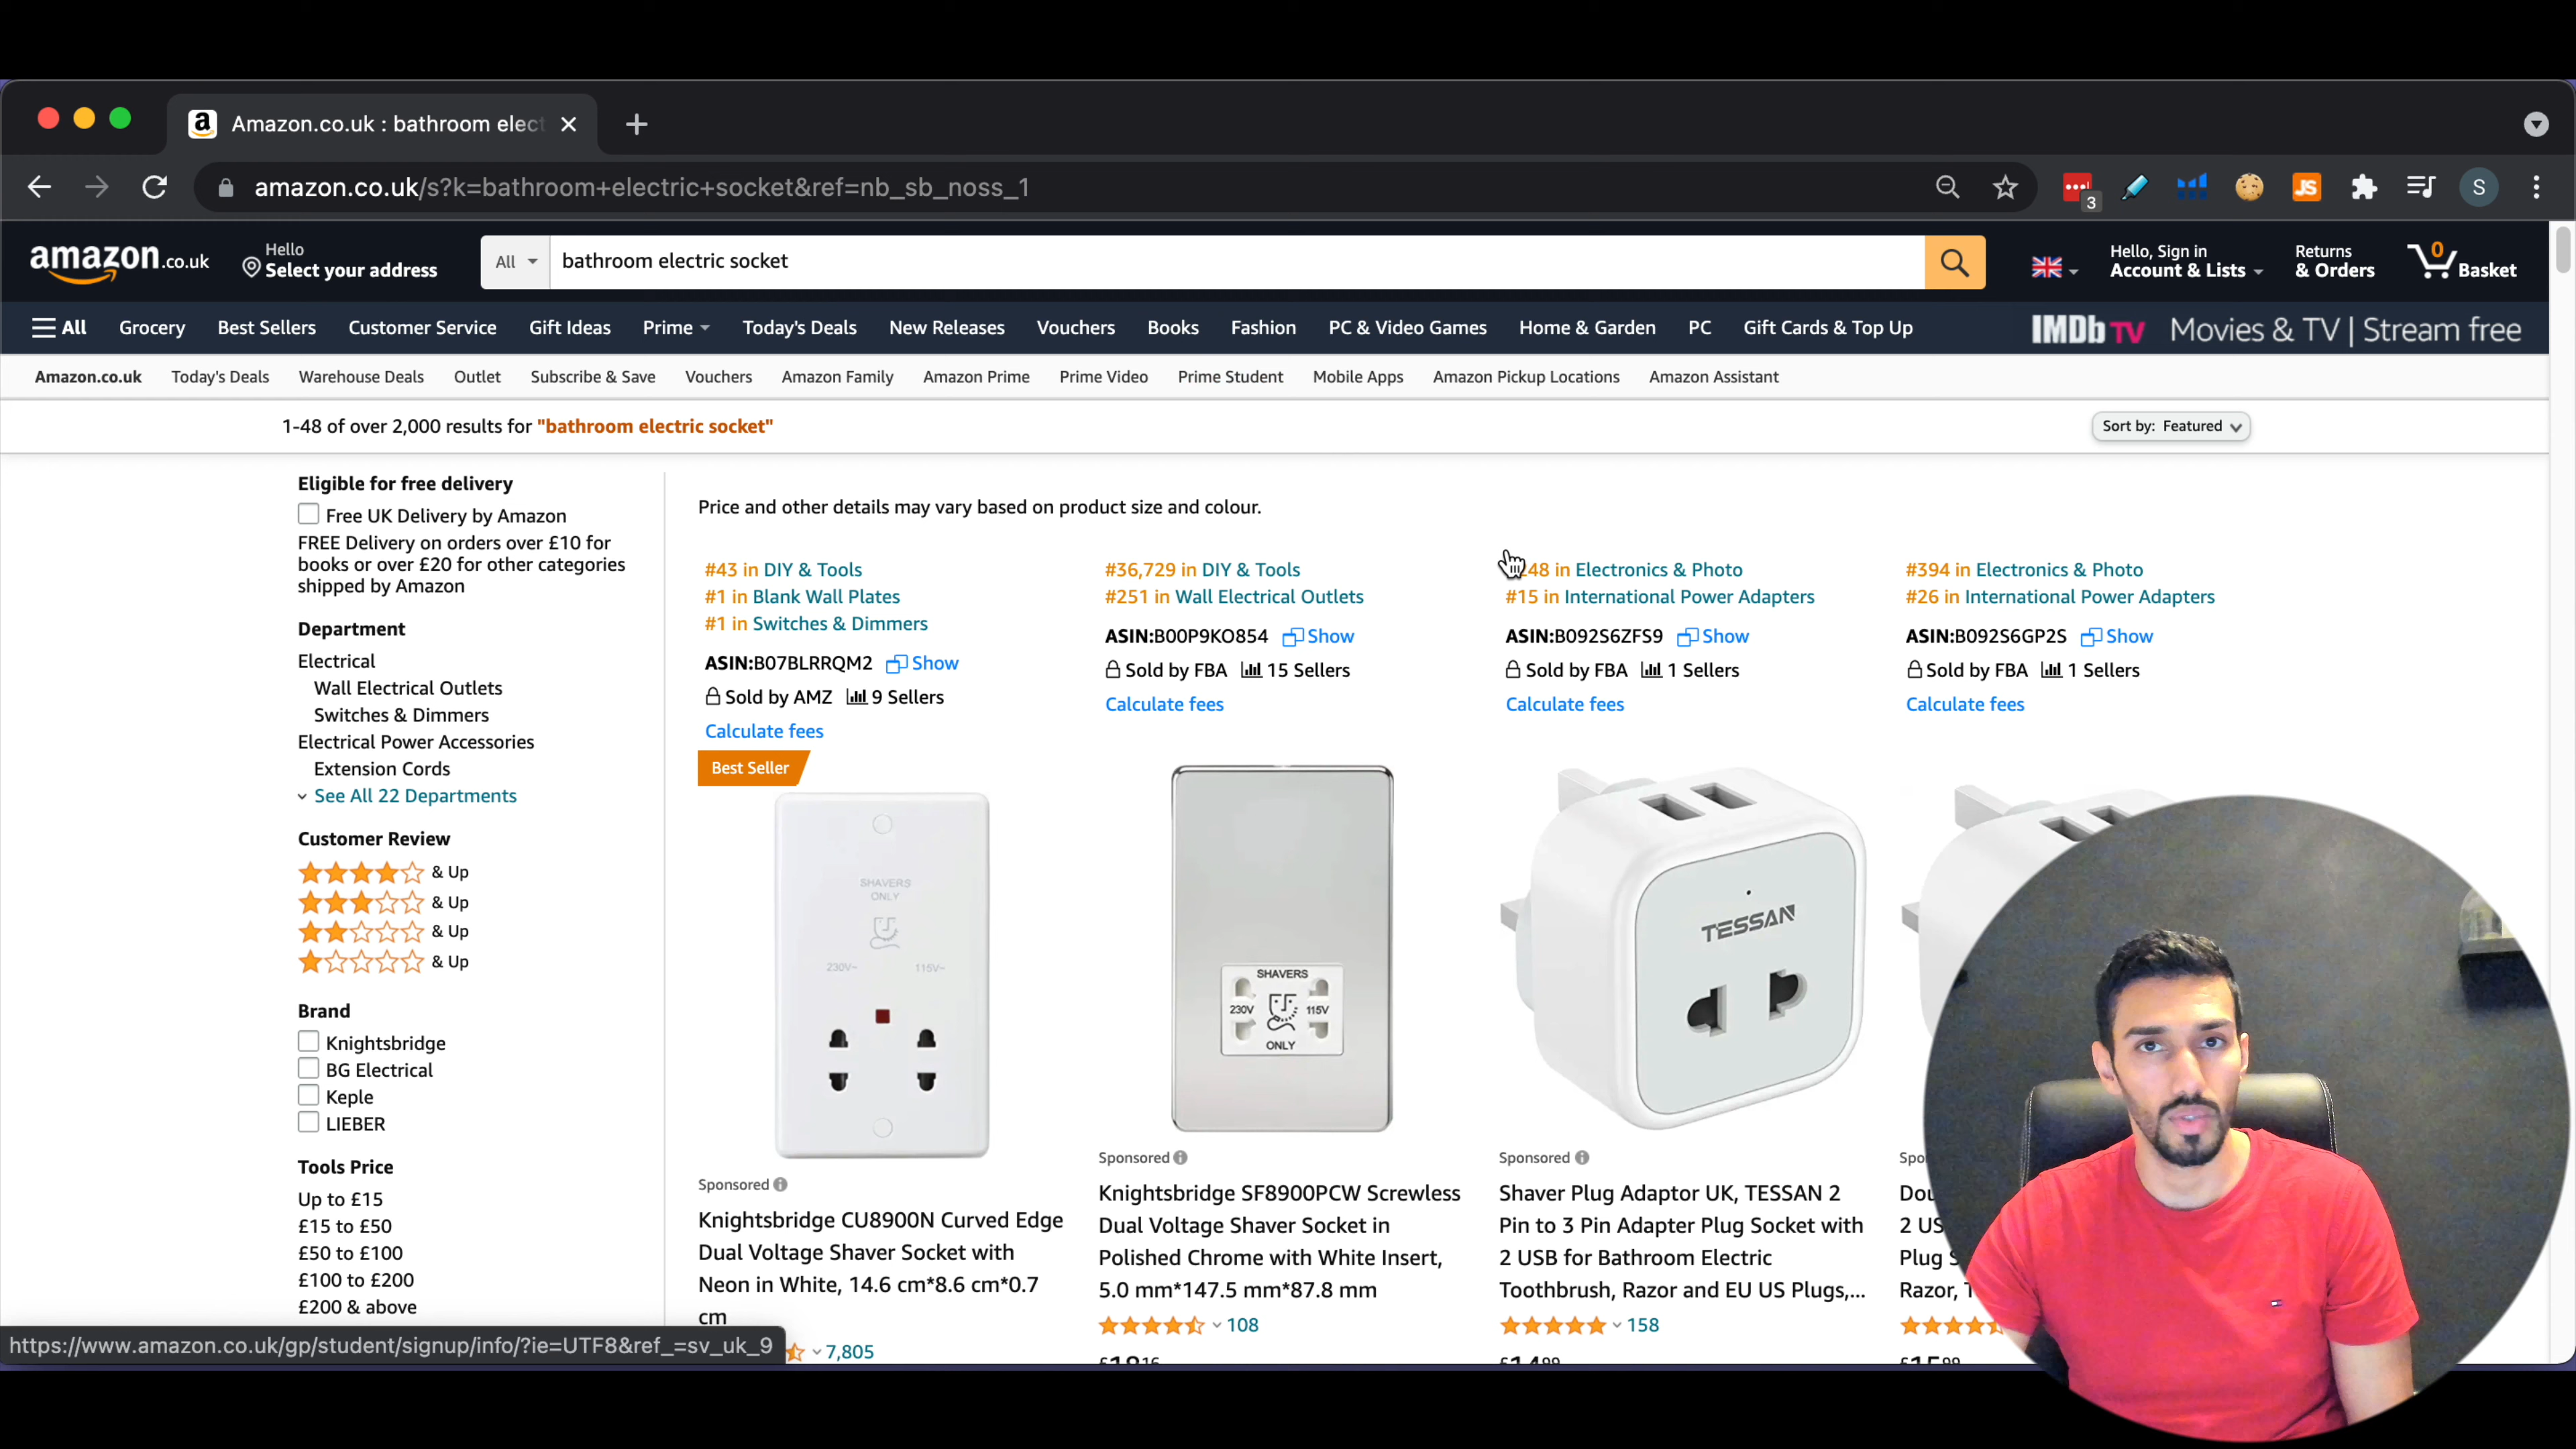 Amazon.co.uk : bathroom elect
amazon.co.uk/s?k=bathroom+electric+socket&ref=nb_sb_noss_1
3
JS
S
amazon.co.uk
Hello
Select your address
All
bathroom electric socket
Hello, Sign in
Account & Lists
Returns
& Orders
0
Basket
All
Grocery
Best Sellers
Customer Service
Gift Ideas
Prime
Today's Deals
New Releases
Vouchers
Books
Fashion
PC & Video Games
Home & Garden
PC
Gift Cards & Top Up
IMDb TV
Movies & TV | Stream free
Amazon.co.uk
Today's Deals
Warehouse Deals
Outlet
Subscribe & Save
Vouchers
Amazon Family
Amazon Prime
Prime Video
Prime Student
Mobile Apps
Amazon Pickup Locations
Amazon Assistant
1-48 of over 2,000 results for "bathroom electric socket"
Sort by: Featured
Eligible for free delivery
Free UK Delivery by Amazon
FREE Delivery on orders over £10 for
books or over £20 for other categories
shipped by Amazon
Department
Electrical
Wall Electrical Outlets
Switches & Dimmers
Electrical Power Accessories
Extension Cords
See All 22 Departments
Customer Review
& Up
& Up
& Up
& Up
Brand
Knightsbridge
BG Electrical
Keple
LIEBER
Tools Price
Up to £15
£15 to £50
£50 to £100
£100 to £200
£200 & above
https://www.amazon.co.uk/gp/student/signup/info/?ie=UTF8&ref_=sv_uk_9
Price and other details may vary based on product size and colour.
#43 in DIY & Tools
#1 in Blank Wall Plates
#1 in Switches & Dimmers
ASIN:B07BLRRQM2 Show
Sold by AMZ 9 Sellers
Calculate fees
Best Seller
SHAVERS
ONLY
230V~ 115V~
Sponsored
Knightsbridge CU8900N Curved Edge
Dual Voltage Shaver Socket with
Neon in White, 14.6 cm*8.6 cm*0.7
cm
7,805
#36,729 in DIY & Tools
#251 in Wall Electrical Outlets
ASIN:B00P9KO854 Show
Sold by FBA 15 Sellers
Calculate fees
SHAVERS
230V 115V
ONLY
Sponsored
Knightsbridge SF8900PCW Screwless
Dual Voltage Shaver Socket in
Polished Chrome with White Insert,
5.0 mm*147.5 mm*87.8 mm
108
£18.16
48 in Electronics & Photo
#15 in International Power Adapters
ASIN:B092S6ZFS9 Show
Sold by FBA 1 Sellers
Calculate fees
TESSAN
Sponsored
Shaver Plug Adaptor UK, TESSAN 2
Pin to 3 Pin Adapter Plug Socket with
2 USB for Bathroom Electric
Toothbrush, Razor and EU US Plugs,...
158
£14.99
#394 in Electronics & Photo
#26 in International Power Adapters
ASIN:B092S6GP2S Show
Sold by FBA 1 Sellers
Calculate fees
Spo
Dou
2 US
Plug S
Razor, T
£15.99